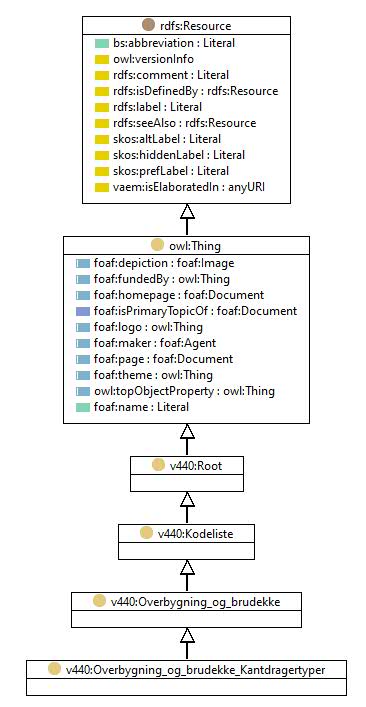 rdfs:Resource
bs:abbreviation : Literal
owl:versionInfo
rdfs:comment : Literal
rdfs:isDefinedBy : rdfs:Resource
rdfs:label : Literal
rdfs:seeAlso : rdfs:Resource
skos:altLabel : Literal
skos:hiddenLabel : Literal
skos:prefLabel : Literal
vaem:isElaboratedIn : anyURI
owl:Thing
foaf:depiction : foaf:Image
foaf:fundedBy : owl:Thing
foaf:homepage : foaf:Document
foaf:isPrimaryTopicOf : foaf:Document
foaf:logo : owl:Thing
foaf:maker : foaf:Agent
foaf:page : foaf:Document
foaf:theme : owl:Thing
owl:topObjectProperty : owl:Thing
foaf:name : Literal
v440:Root
v440:Kodeliste
v440:Overbygning_og_brudekke
v440:Overbygning_og_brudekke_Kantdragertyper